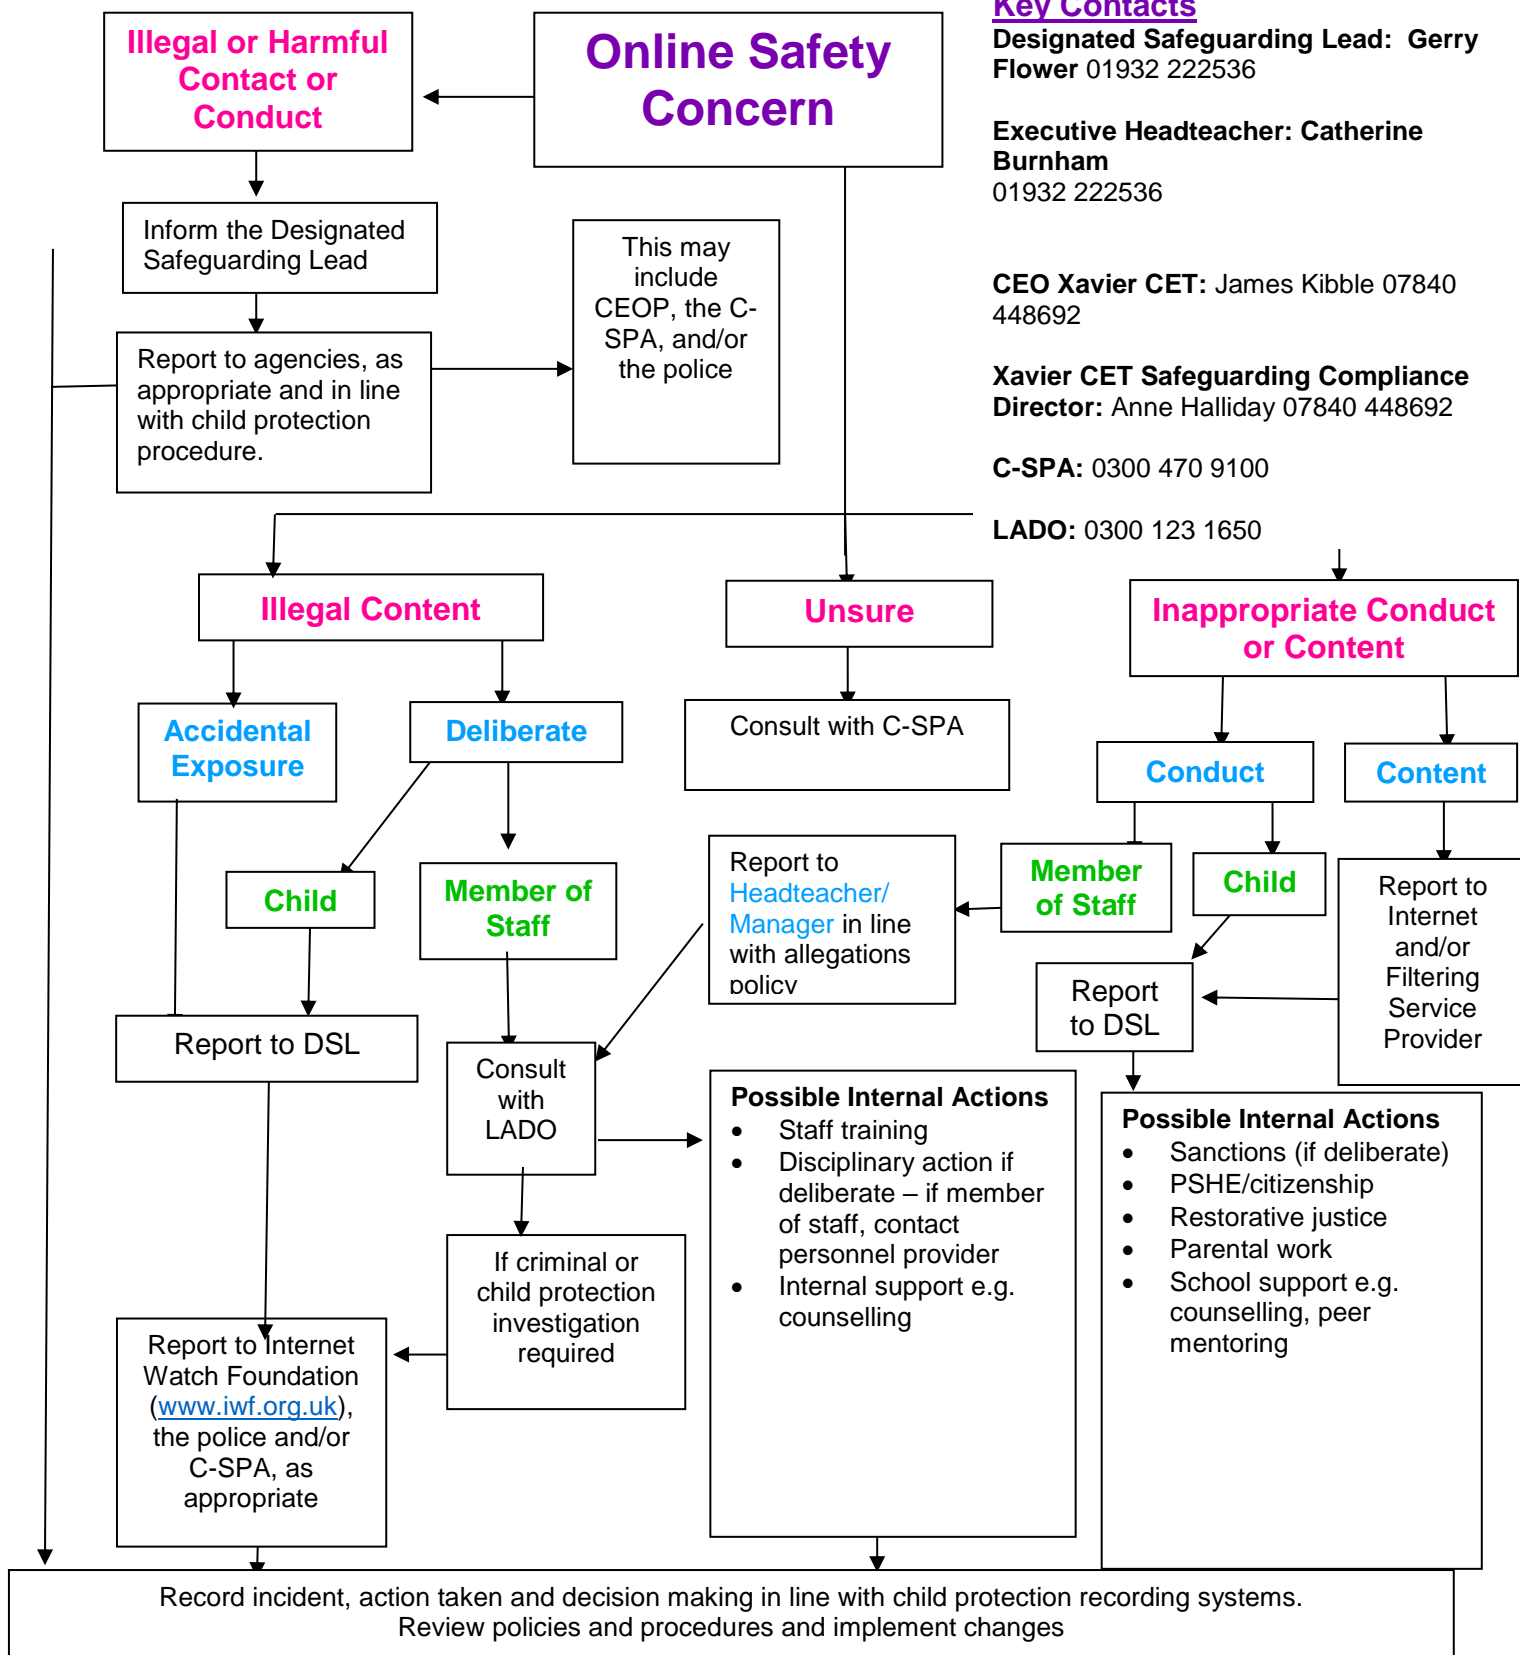 Illegal or Harmful
Contact or
Conduct
Online Safety
Concern
Key Contacts
Designated Safeguarding Lead:  Gerry
Flower 01932 222536
Executive Headteacher: Catherine
Burnham
01932 222536
CEO Xavier CET: James Kibble 07840
448692
Xavier CET Safeguarding Compliance
Director: Anne Halliday 07840 448692
C-SPA: 0300 470 9100
LADO: 0300 123 1650
Inform the Designated
Safeguarding Lead
This may
include
CEOP, the C-
SPA, and/or
the police
Report to agencies, as
appropriate and in line
with child protection
procedure.
Illegal Content
Unsure
Inappropriate Conduct
or Content
Accidental
Exposure
Deliberate
Consult with C-SPA
Conduct
Content
Child
Member of
Staff
Report to
Headteacher/
Manager in line
with allegations
policy
Member
of Staff
Child
Report to
Internet
and/or
Filtering
Service
Provider
Report to DSL
Consult
with
LADO
Report
to DSL
Possible Internal Actions
• Staff training
• Disciplinary action if
deliberate – if member
of staff, contact
personnel provider
• Internal support e.g.
counselling
Possible Internal Actions
• Sanctions (if deliberate)
• PSHE/citizenship
• Restorative justice
• Parental work
• School support e.g.
counselling, peer
mentoring
If criminal or
child protection
investigation
required
Report to Internet
Watch Foundation
(www.iwf.org.uk),
the police and/or
C-SPA, as
appropriate
Record incident, action taken and decision making in line with child protection recording systems.
Review policies and procedures and implement changes